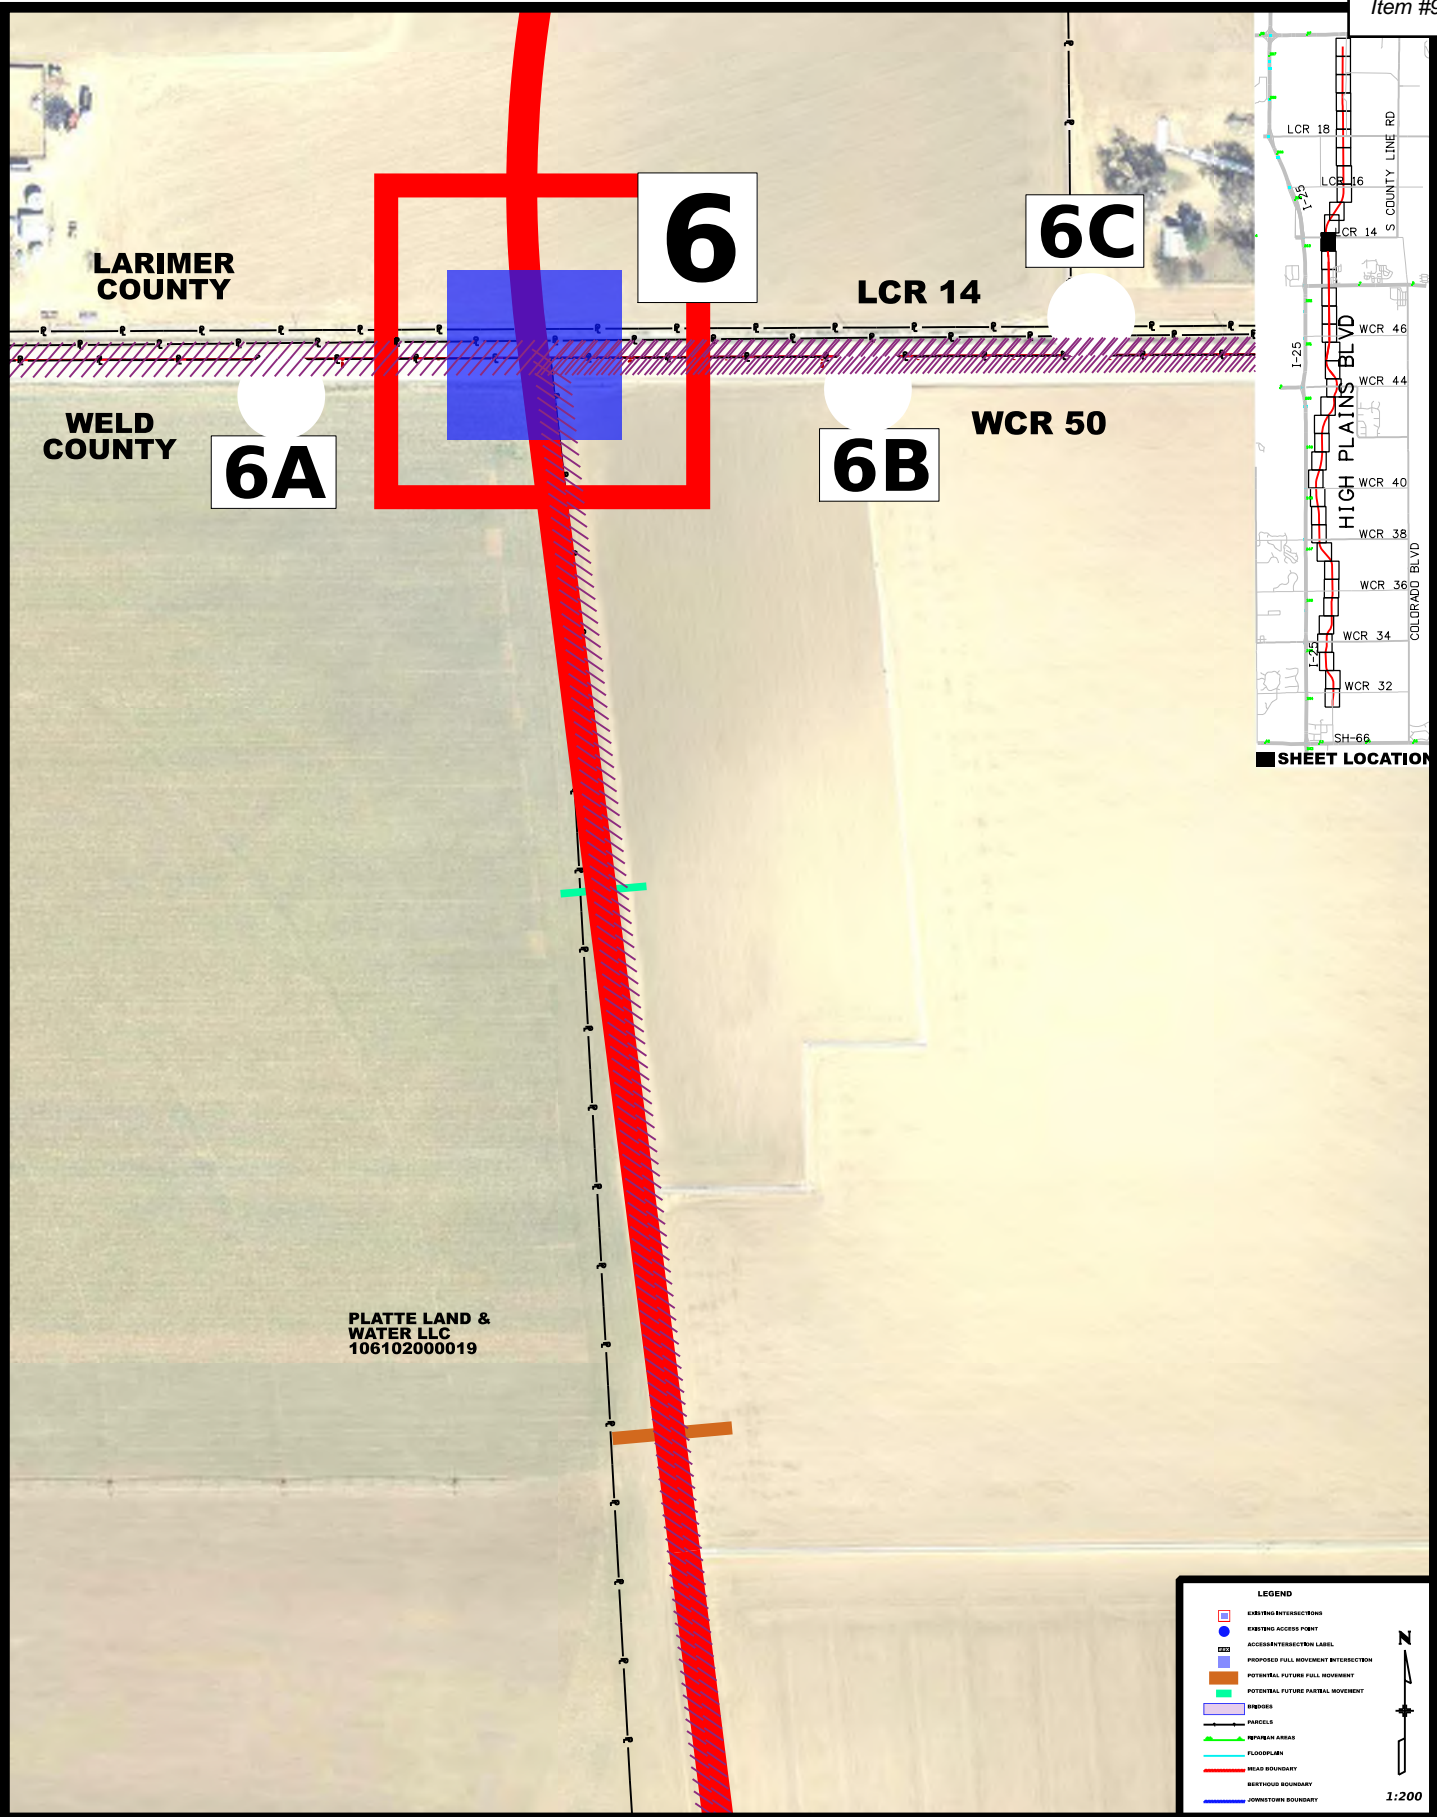 Item #9
LARIMER
COUNTY
6
6C
LCR 14
WELD
COUNTY
6A
6B
WCR 50
PLATTE LAND &
WATER LLC
106102000019
LCR 18
LCR 16
I-25
S COUNTY LINE RD
LCR 14
WCR 46
I-25
HIGH PLAINS BLVD
WCR 44
WCR 40
WCR 38
WCR 36
COLORADO BLVD
WCR 34
I-25
WCR 32
SH-66
SHEET LOCATION
LEGEND
EXISTING INTERSECTIONS
EXISTING ACCESS POINT
ACCESS/INTERSECTION LABEL
PROPOSED FULL MOVEMENT INTERSECTION
POTENTIAL FUTURE FULL MOVEMENT
POTENTIAL FUTURE PARTIAL MOVEMENT
BRIDGES
PARCELS
RIPARIAN AREAS
FLOODPLAIN
MEAD BOUNDARY
BERTHOUD BOUNDARY
JOHNSTOWN BOUNDARY
N
1:200